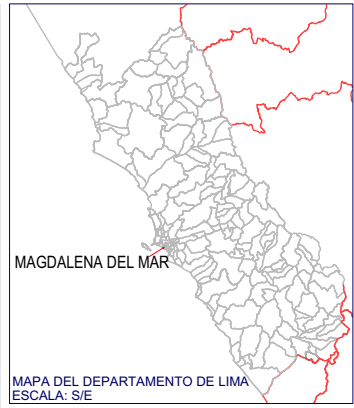 MAGDALENA DEL MAR
MAPA DEL DEPARTAMENTO DE LIMA
ESCALA: S/E